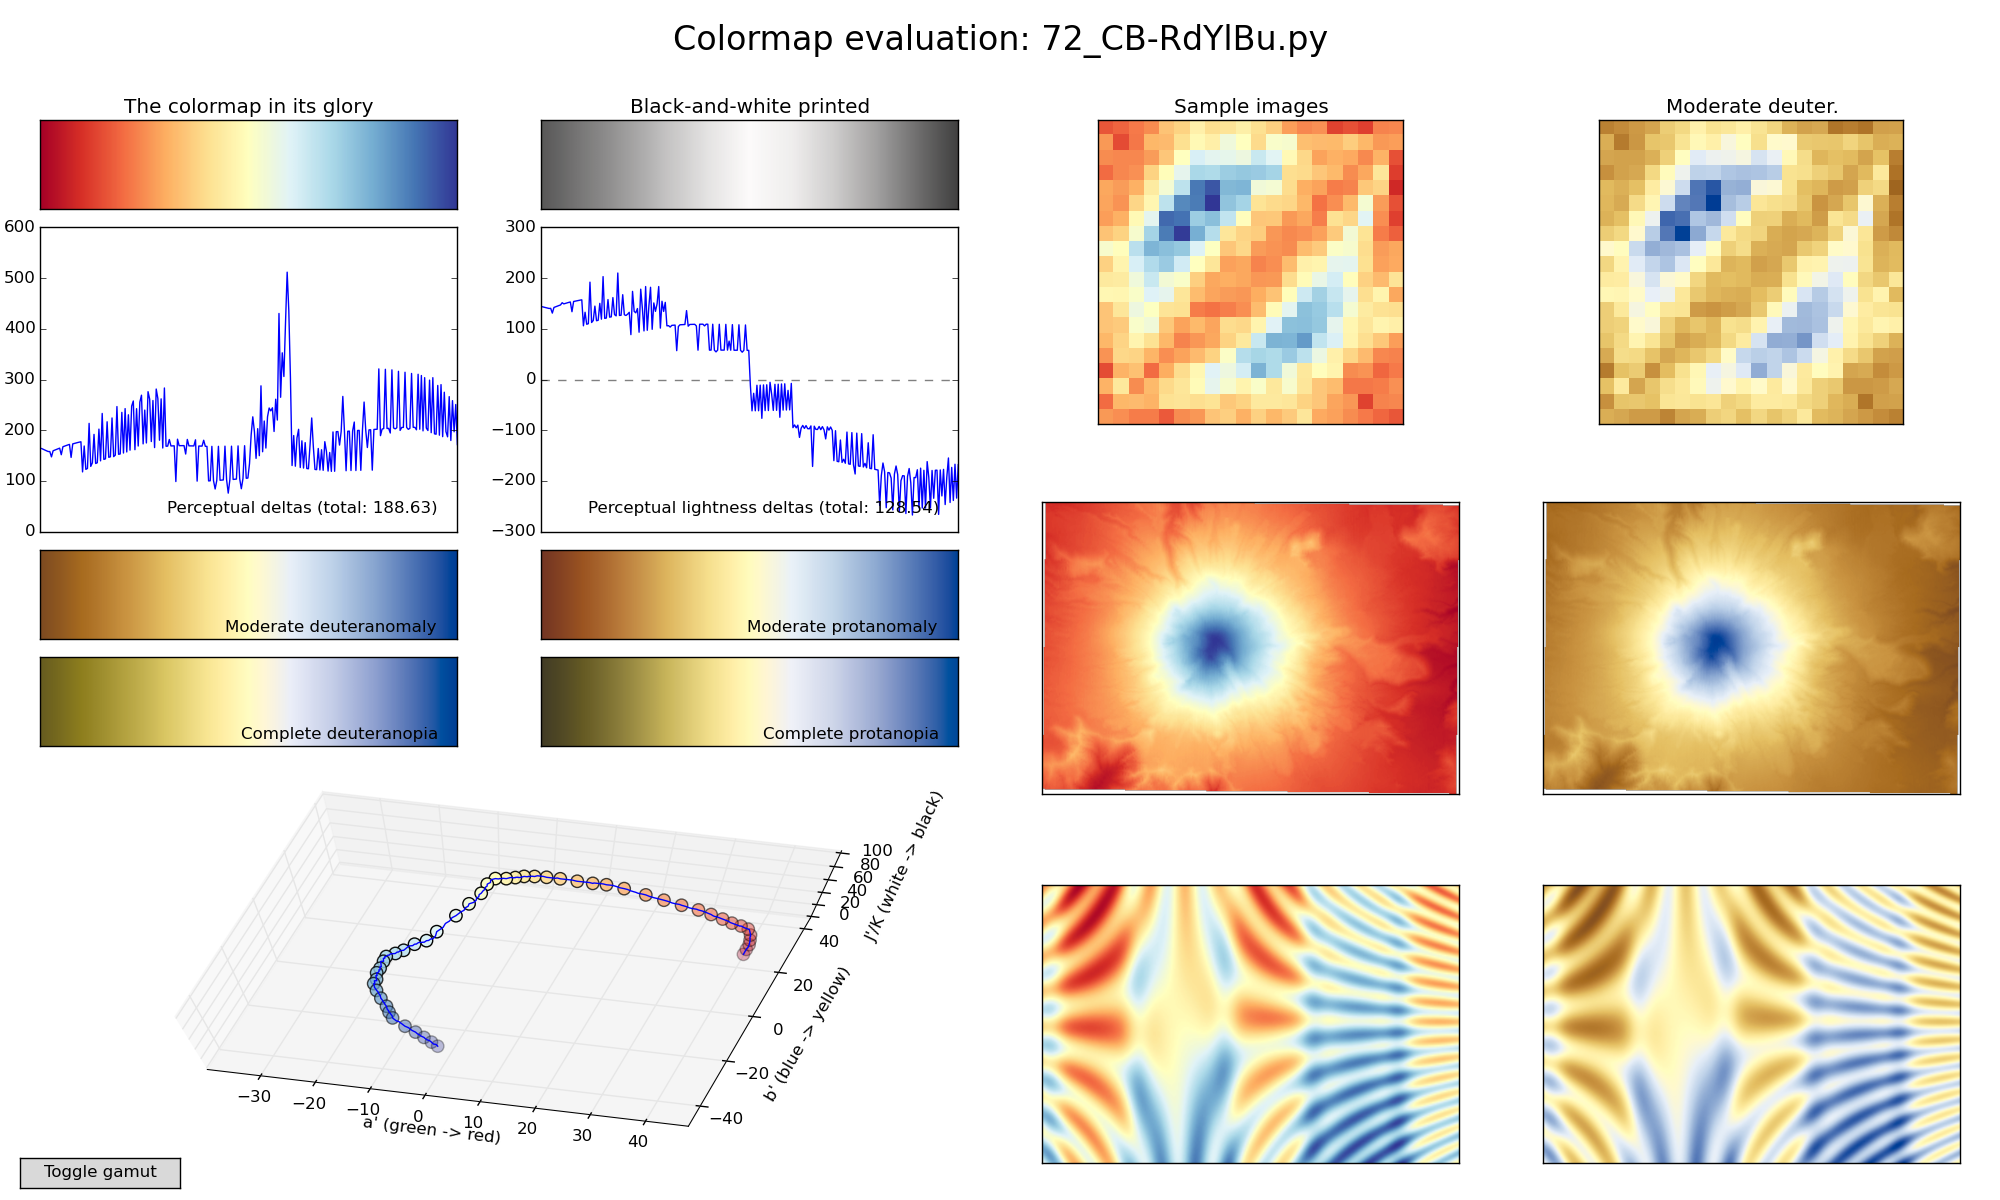 Colormap evaluation: 72_CB-RdYlBu.py
The colormap in its glory
Black-and-white printed
Sample images
Moderate deuter.
600
500
400
300
200
100
0
Perceptual deltas (total: 188.63)
300
200
100
0
−100
−200
−300
Perceptual lightness deltas (total: 128.54)
Moderate deuteranomaly
Moderate protanomaly
Complete deuteranopia
Complete protanopia
100
80
60
40
20
0
J'/K (white -> black)
40
20
0
−20
−40
b' (blue -> yellow)
−30
−20
−10
0
10
20
30
40
a' (green -> red)
Toggle gamut